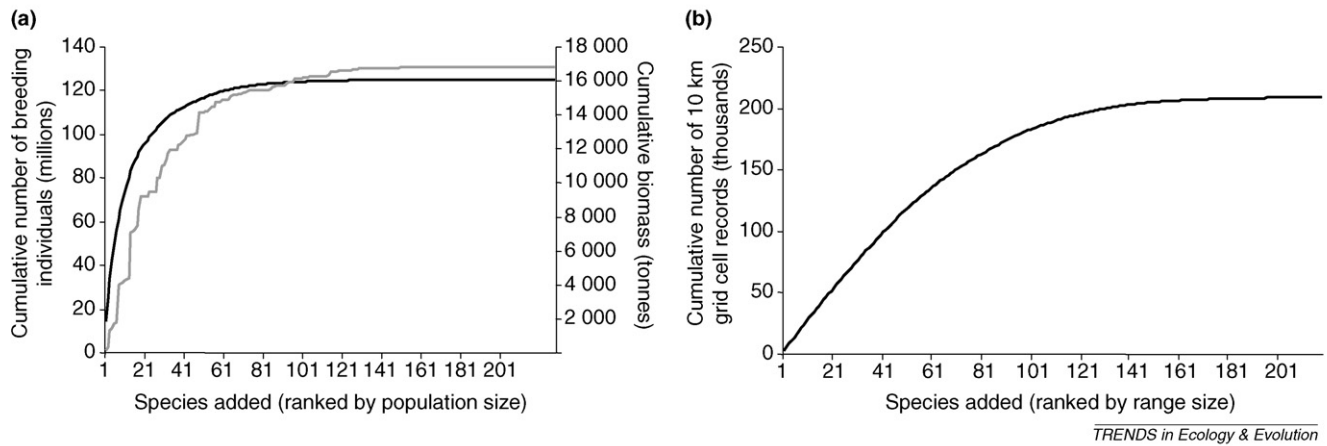 (a)
Cumulative number of breeding
individuals (millions)
140
120
100
80
60
40
20
0
18 000
16 000
14 000
12 000
10 000
8 000
6 000
4 000
2 000
Cumulative biomass (tonnes)
1 21 41 61 81 101 121 141 161 181 201
Species added (ranked by population size)
(b)
Cumulative number of 10 km
grid cell records (thousands)
250
200
150
100
50
0
1 21 41 61 81 101 121 141 161 181 201
Species added (ranked by range size)
TRENDS in Ecology & Evolution